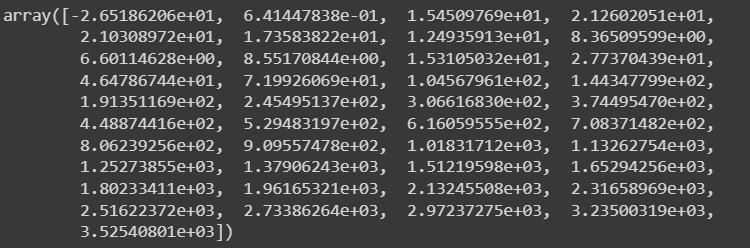 array([-2.65186206e+01, 6.41447838e-01, 1.54509769e+01, 2.12602051e+01,
2.10308972e+01, 1.73583822e+01, 1.24935913e+01, 8.36509599e+00,
6.60114628e+00, 8.55170844e+00, 1.53105032e+01, 2.77370439e+01,
4.64786744e+01, 7.19926069e+01, 1.04567961e+02, 1.44347799e+02,
1.91351169e+02, 2.45495137e+02, 3.06616830e+02, 3.74495470e+02,
4.48874416e+02, 5.29483197e+02, 6.16059555e+02, 7.08371482e+02,
8.06239256e+02, 9.09557478e+02, 1.01831712e+03, 1.13262754e+03,
1.25273855e+03, 1.37906243e+03, 1.51219598e+03, 1.65294256e+03,
1.80233411e+03, 1.96165321e+03, 2.13245508e+03, 2.31658969e+03,
2.51622372e+03, 2.73386264e+03, 2.97237275e+03, 3.23500319e+03,
3.52540801e+03])